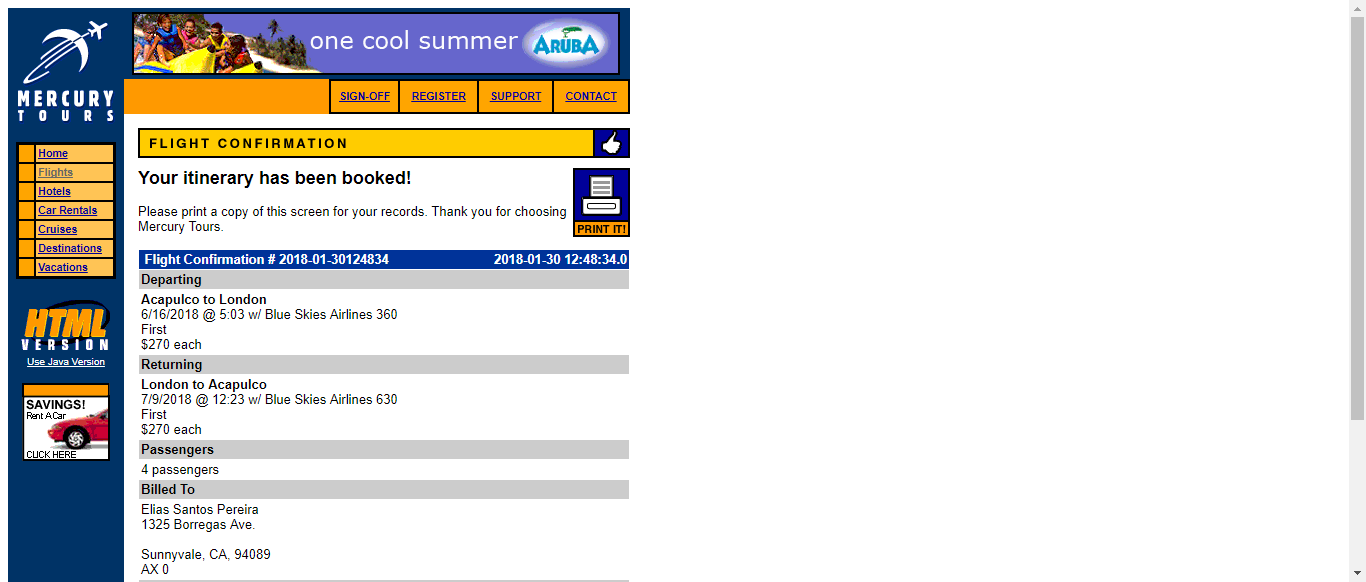 one cool summer ARUBA
MERCURY
TOURS
SIGN-OFF REGISTER SUPPORT CONTACT
FLIGHT CONFIRMATION
Home
Flights
Hotels
Car Rentals
Cruises
Destinations
Vacations
HTML
VERSION
Use Java Version
SAVINGS!
Rent A Car
CLICK HERE
Your itinerary has been booked!
Please print a copy of this screen for your records. Thank you for choosing
Mercury Tours.
PRINT IT!
Flight Confirmation # 2018-01-30124834 2018-01-30 12:48:34.0
Departing
Acapulco to London
6/16/2018 @ 5:03 w/ Blue Skies Airlines 360
First
$270 each
Returning
London to Acapulco
7/9/2018 @ 12:23 w/ Blue Skies Airlines 630
First
$270 each
Passengers
4 passengers
Billed To
Elias Santos Pereira
1325 Borregas Ave.
Sunnyvale, CA, 94089
AX 0